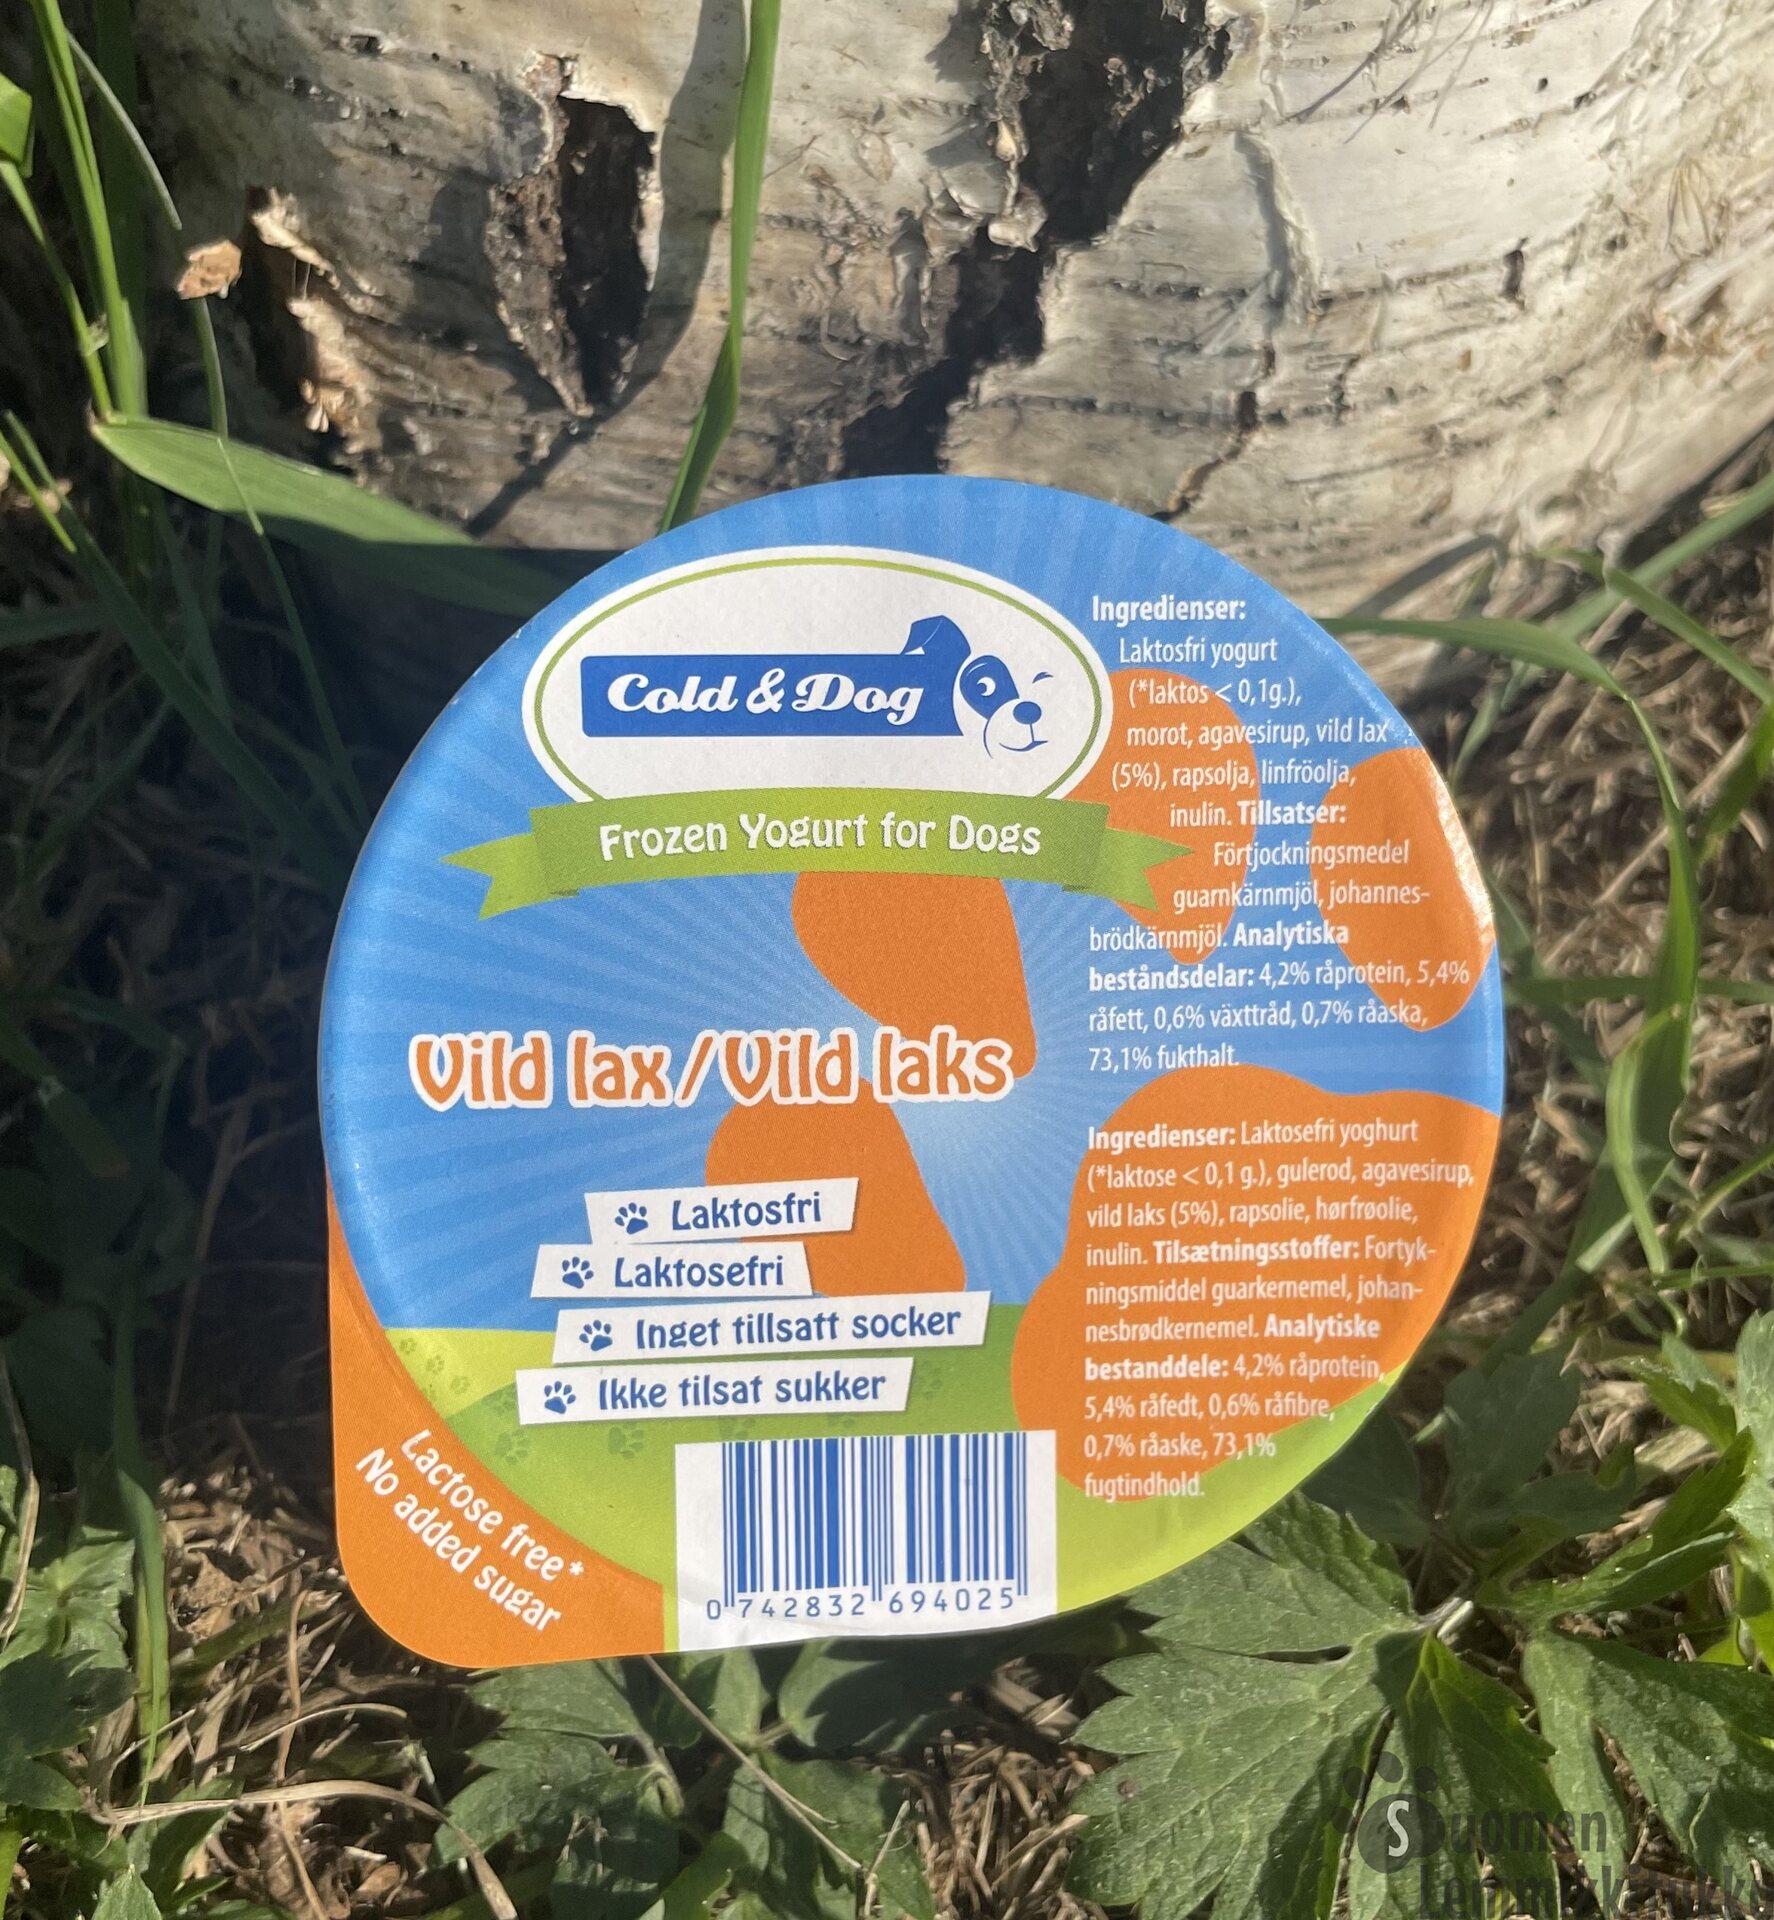 Cold & Dog
Frozen Yogurt for Dogs
Vild lax/Vild laks
Laktosfri
Laktosefri
Inget tillsatt socker
Ikke tilsat sukker
Lactose free*
No added sugar
0 742832 694025
Ingredienser:
Laktosfri yogurt
(*laktos < 0,1g.),
morot, agavesirup, vild lax
(5%), rapsolja, linfröolja,
inulin. Tillsatser:
Förtjockningsmedel
guarnkärnmjöl, johannes-
brödkärnmjöl. Analytiska
beståndsdelar: 4,2% råprotein, 5,4%
råfett, 0,6% växttråd, 0,7% råaska,
73,1% fukthalt.
Ingredienser: Laktosefri yoghurt
(*laktose < 0,1 g.), gulerod, agavesirup,
vild laks (5%), rapsolie, hørfrøolie,
inulin. Tilsætningsstoffer: Fortyk-
ningsmiddel guarkernemel, johan-
nesbrødkernemel. Analytiske
bestanddele: 4,2% råprotein,
5,4% råfedt, 0,6% råfibre,
0,7% råaske, 73,1%
fugtindhold.
Suomen
Lemmikkitukku